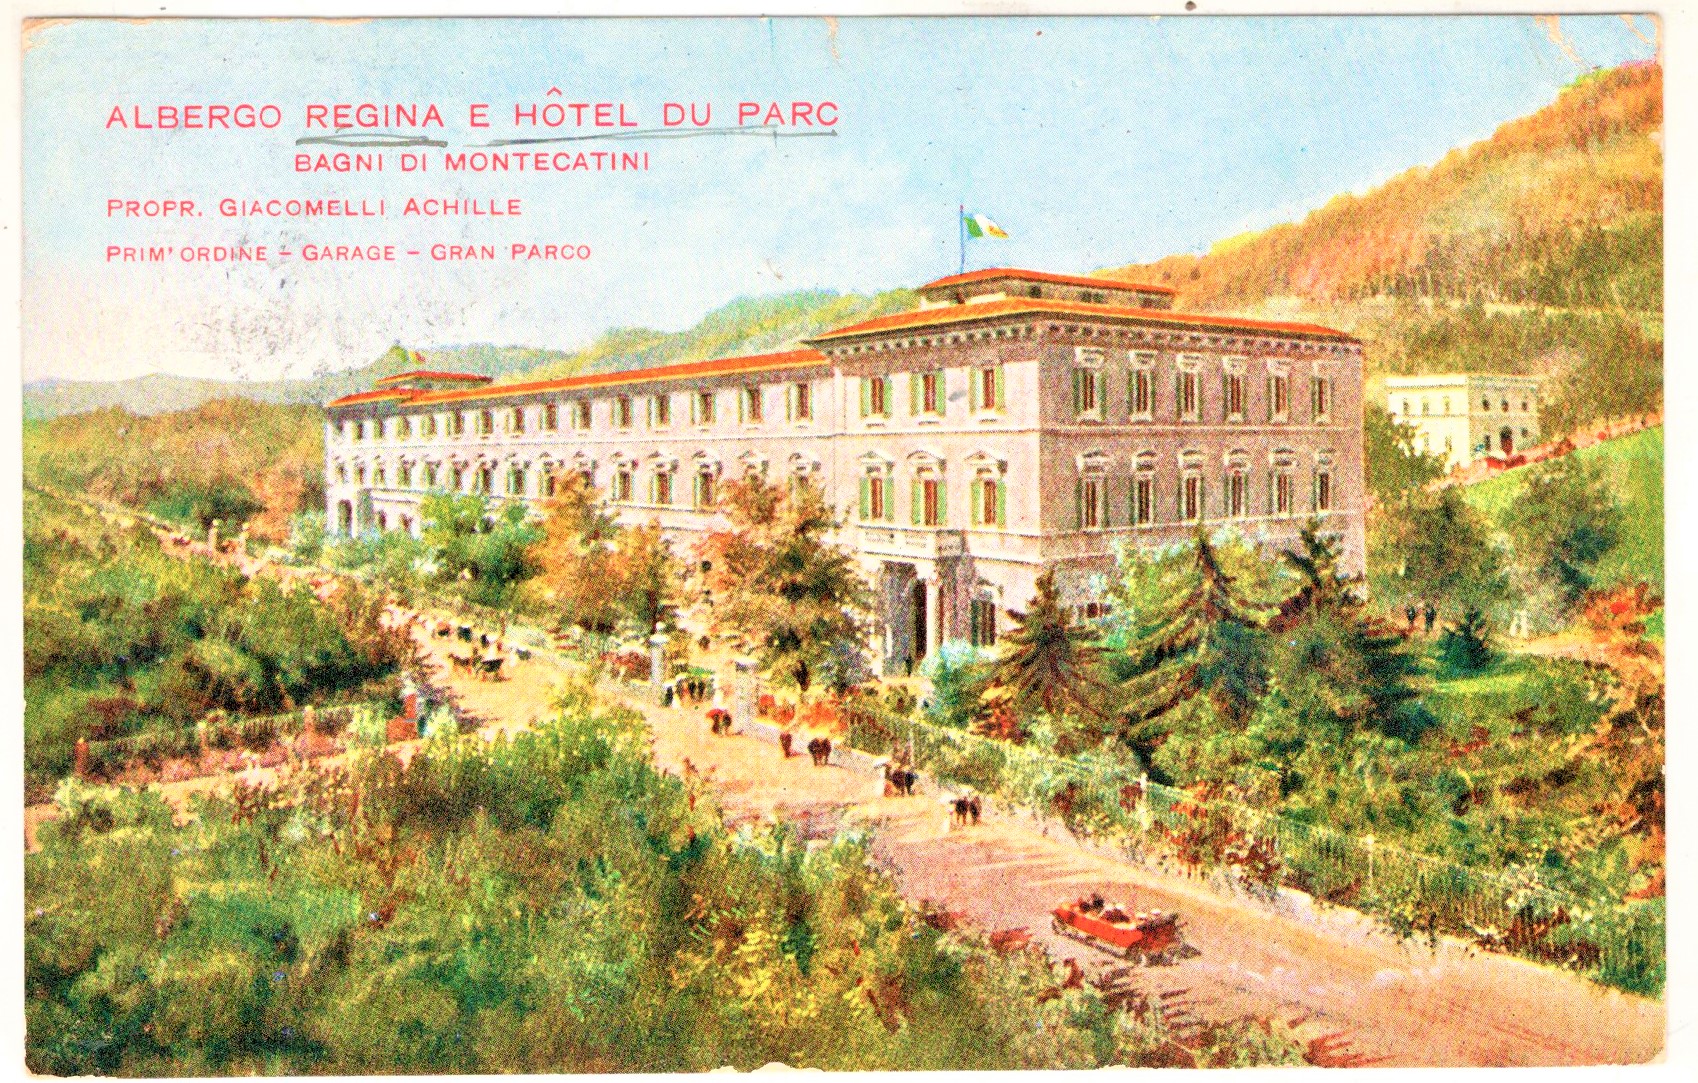 ALBERGO REGINA E HÔTEL DU PARC
BAGNI DI MONTECATINI
PROPR. GIACOMELLI ACHILLE
PRIM' ORDINE – GARAGE – GRAN PARCO